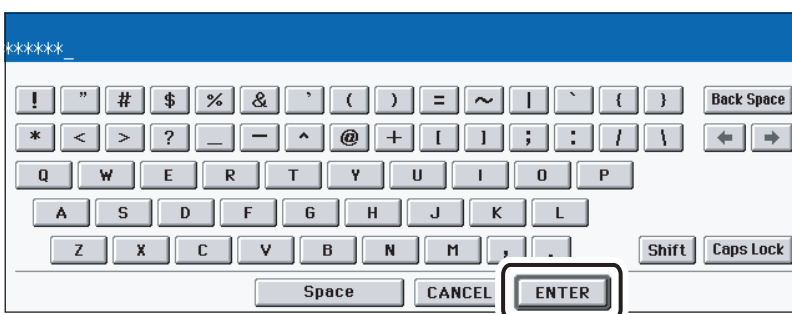 ******_
! " # $ % & ' ( ) = ~ | ` { } Back Space
* < > ? _ - ^ @ + [ ] ; : / \ ← →
Q W E R T Y U I O P
A S D F G H J K L
Z X C V B N M , . Shift Caps Lock
Space CANCEL ENTER